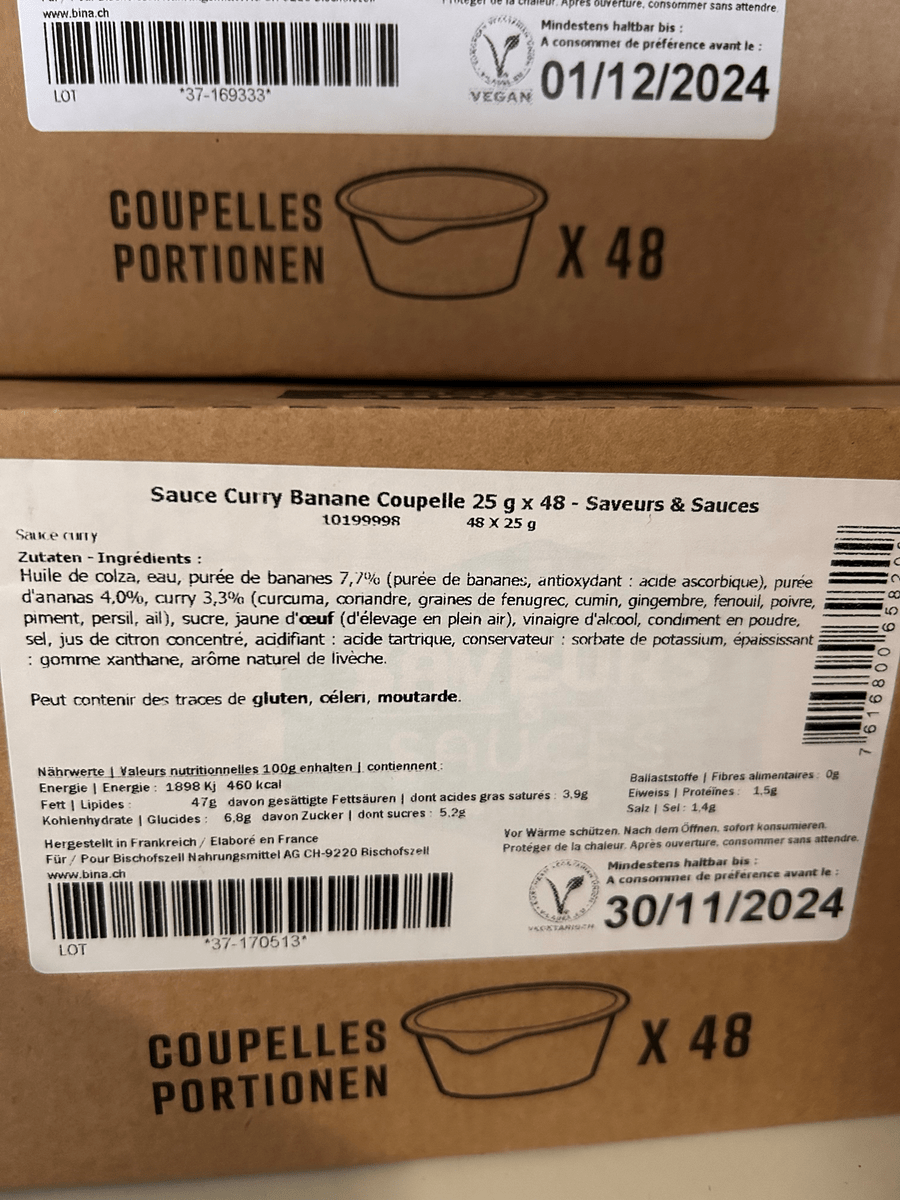 www.bina.ch
consommer sans attendre.
Mindestens haltbar bis :
A consommer de préférence avant le :
01/12/2024
VEGAN
LOT
*37-169333*
COUPELLES
PORTIONEN
X 48
Sauce Curry Banane Coupelle 25 g x 48 - Saveurs & Sauces
10199998 48 X 25 g
Sauce curry
Zutaten - Ingrédients :
Huile de colza, eau, purée de bananes 7,7% (purée de bananes, antioxydant : acide ascorbique), purée
d'ananas 4,0%, curry 3,3% (curcuma, coriandre, graines de fenugrec, cumin, gingembre, fenouil, poivre,
piment, persil, ail), sucre, jaune d'œuf (d'élevage en plein air), vinaigre d'alcool, condiment en poudre,
sel, jus de citron concentré, acidifiant : acide tartrique, conservateur : sorbate de potassium, épaississant
: gomme xanthane, arôme naturel de livèche.
Peut contenir des traces de gluten, céleri, moutarde.
Nährwerte | Valeurs nutritionnelles 100g enhalten | contiennent :
Energie | Energie : 1898 Kj 460 kcal
Fett | Lipides : 47g davon gesättigte Fettsäuren | dont acides gras saturés : 3,9g
Kohlenhydrate | Glucides : 6,8g davon Zucker | dont sucres : 5,2g
Ballaststoffe | Fibres alimentaires : 0g
Eiweiss | Protéines : 1,5g
Salz | Sel : 1,4g
Hergestellt in Frankreich / Elaboré en France
Für / Pour Bischofszell Nahrungsmittel AG CH-9220 Bischofszell
www.bina.ch
Vor Wärme schützen. Nach dem Öffnen, sofort konsumieren.
Protéger de la chaleur. Après ouverture, consommer sans attendre.
Mindestens haltbar bis :
A consommer de préférence avant le :
30/11/2024
LOT
*37-170513*
COUPELLES
PORTIONEN
X 48